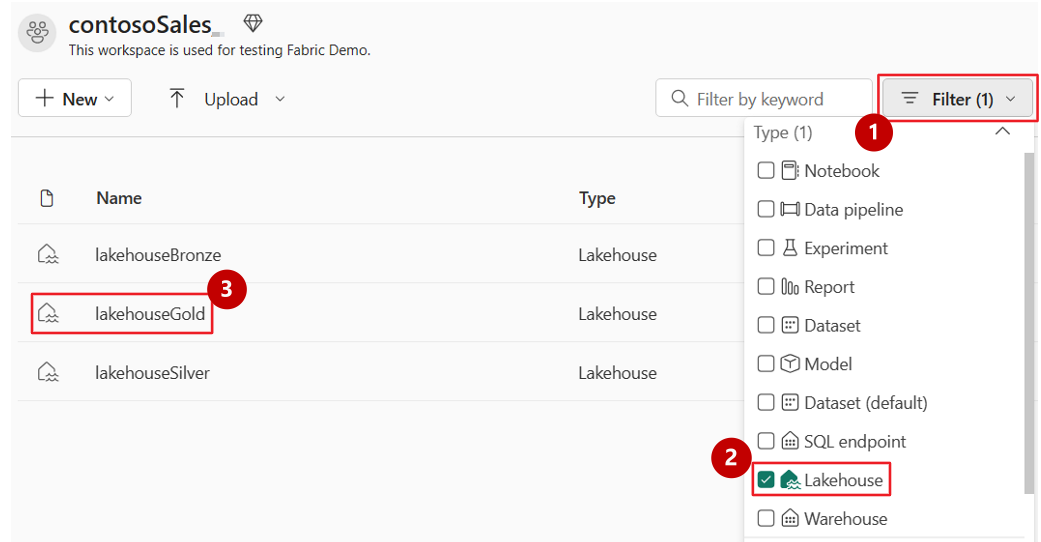 contosoSales_
This workspace is used for testing Fabric Demo.
New
Upload
Filter by keyword
Filter (1)
1
Type (1)
Notebook
Data pipeline
Experiment
Report
Dataset
Model
Dataset (default)
SQL endpoint
2
Lakehouse
Warehouse
Name Type
lakehouseBronze Lakehouse
3
lakehouseGold Lakehouse
lakehouseSilver Lakehouse